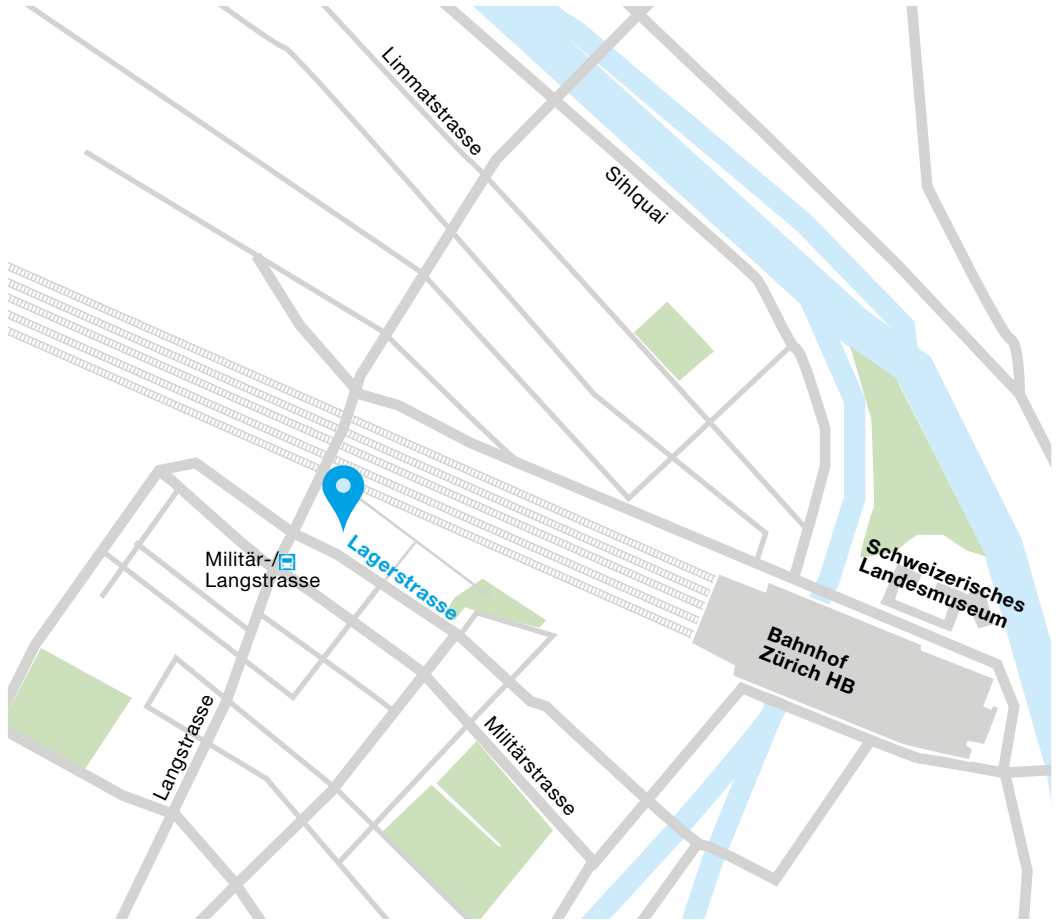 Limmatstrasse
Sihlquai
Militär-/
Langstrasse
Lagerstrasse
Schweizerisches
Landesmuseum
Bahnhof
Zürich HB
Langstrasse
Militärstrasse